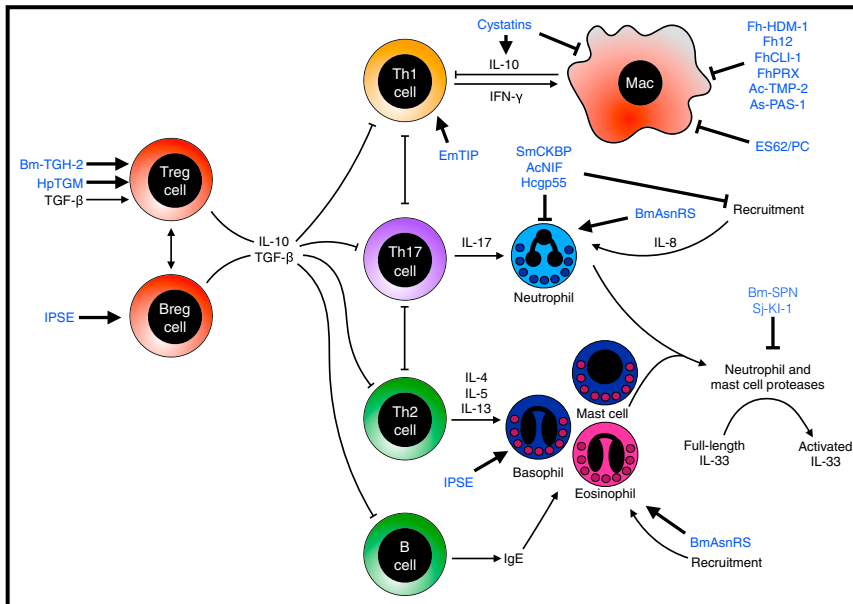 Cystatins
IL-10
IFN-γ
Th1
cell
Mac
Fh-HDM-1
Fh12
FhCLI-1
FhPRX
Ac-TMP-2
As-PAS-1
ES62/PC
EmTIP
Bm-TGH-2
HpTGM
TGF-β
Treg
cell
IL-10
TGF-β
IPSE
Breg
cell
Th17
cell
IL-17
SmCKBP
AcNIF
Hcgp55
BmAsnRS
Recruitment
IL-8
Neutrophil
Bm-SPN
Sj-KI-1
Neutrophil and
mast cell proteases
Full-length
IL-33
Activated
IL-33
Th2
cell
IL-4
IL-5
IL-13
Mast cell
Basophil
IPSE
Eosinophil
B
cell
IgE
BmAsnRS
Recruitment